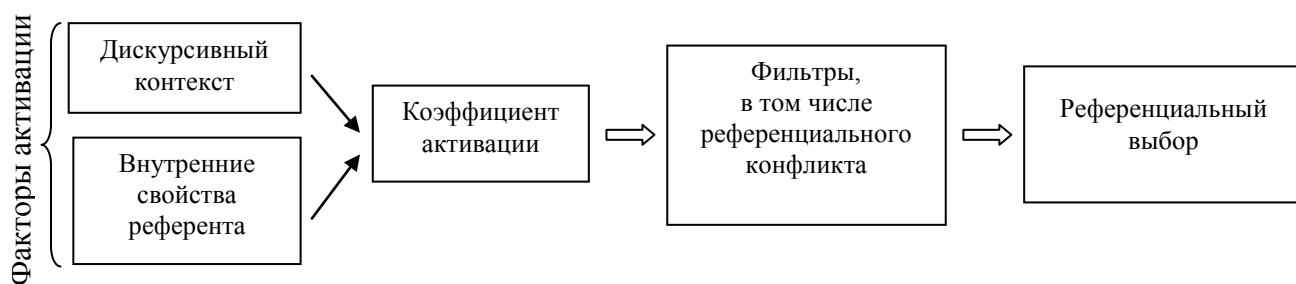 Факторы активации
Дискурсивный
контекст
Внутренние
свойства
референта
Коэффициент
активации
Фильтры,
в том числе
референциального
конфликта
Референциальный
выбор